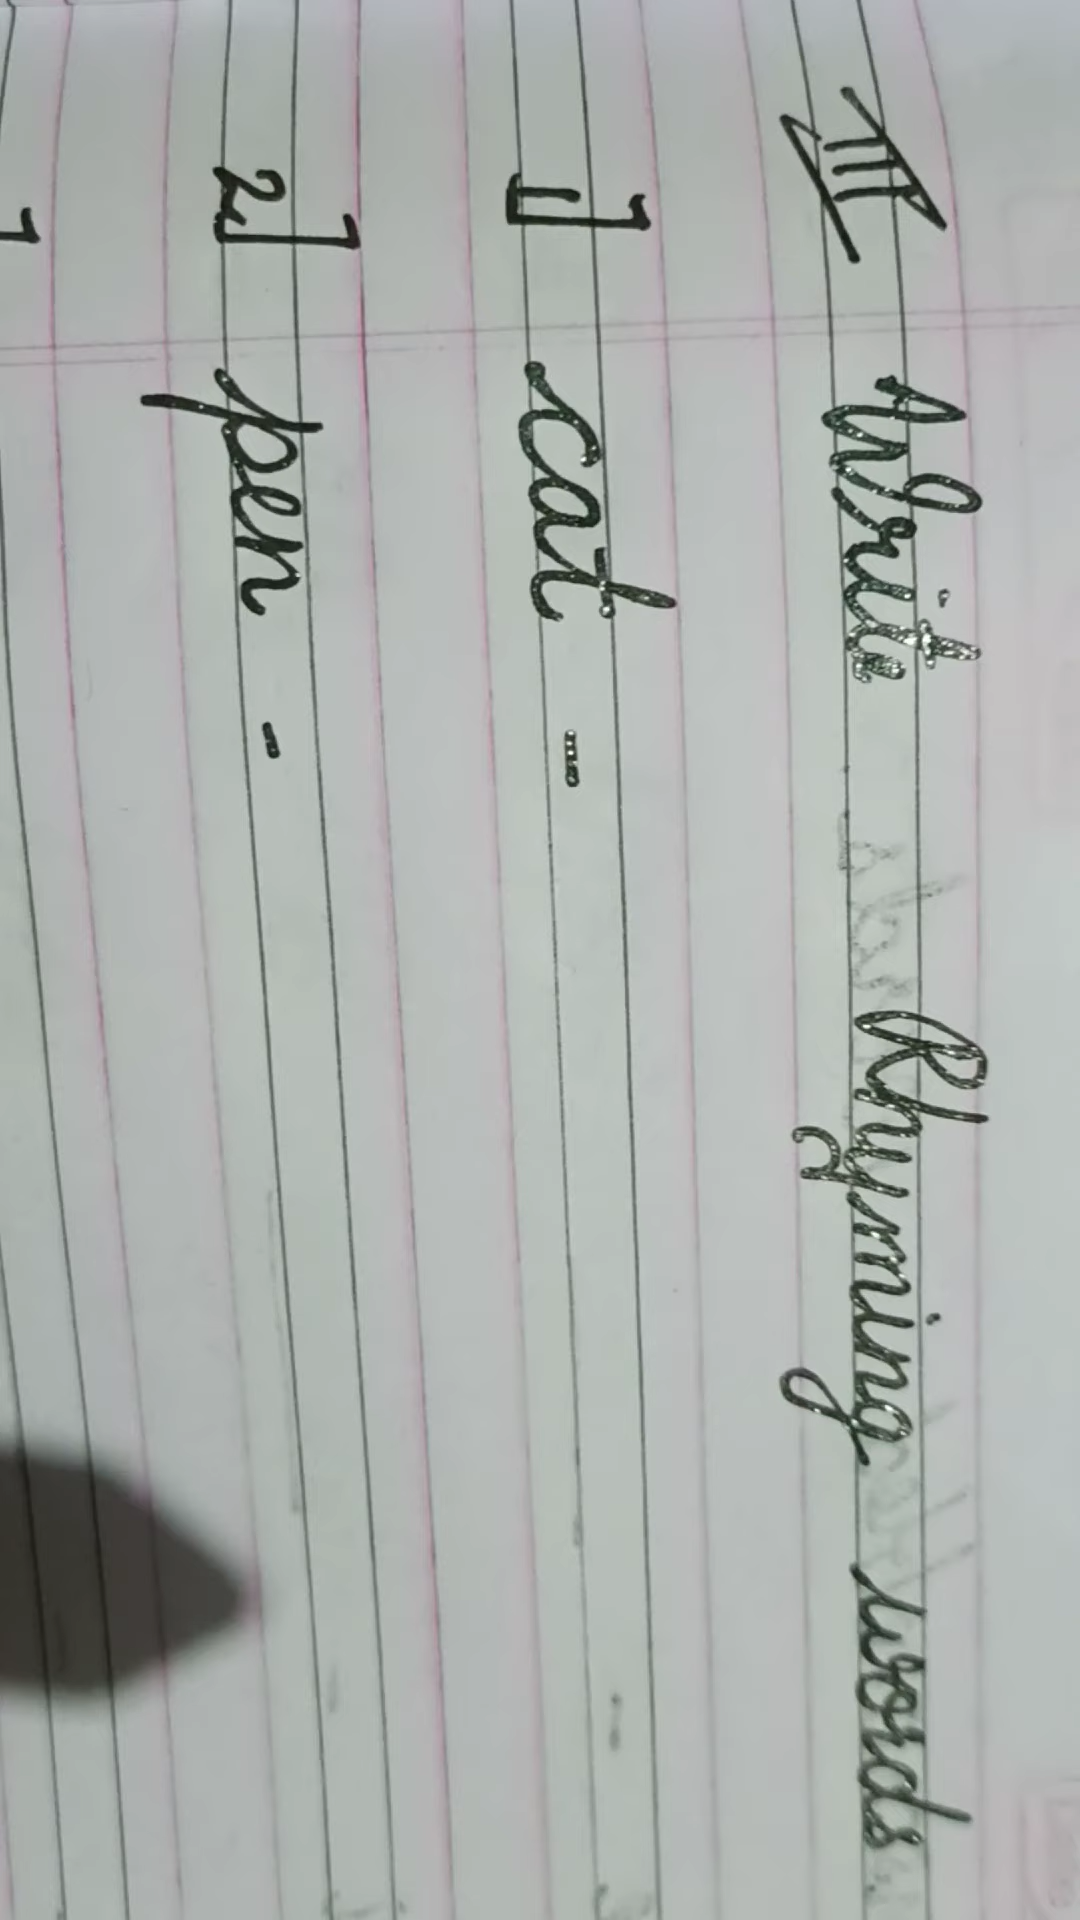 III Write Rhyming words
1] cat -
2] pen -